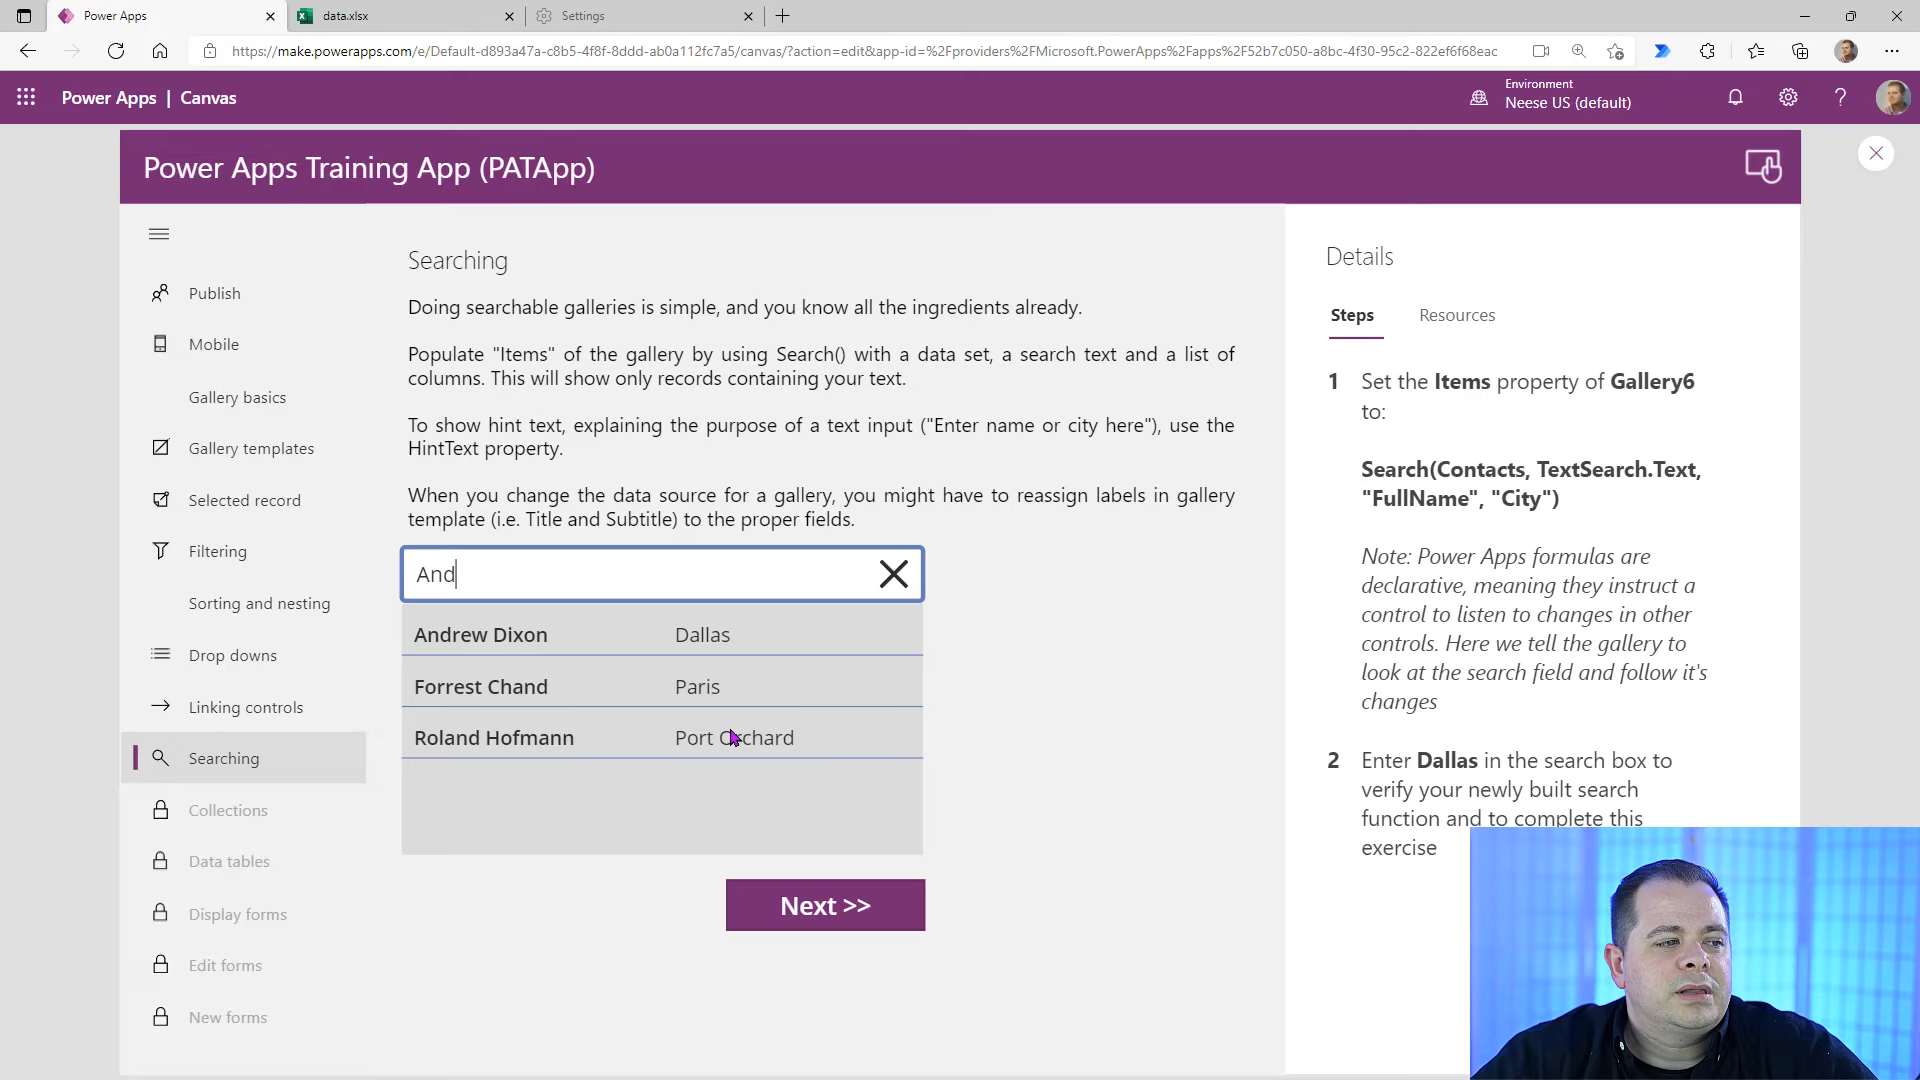 Power Apps
data.xlsx
Settings
https://make.powerapps.com/e/Default-d893a47a-c8b5-4f8f-8ddd-ab0a112fc7a5/canvas/?action=edit&app-id=%2Fproviders%2FMicrosoft.PowerApps%2Fapps%2F52b7c050-a8bc-4f30-95c2-822ef6f68eac
Power Apps | Canvas
Environment
Neese US (default)
Power Apps Training App (PATApp)
Publish
Mobile
Gallery basics
Gallery templates
Selected record
Filtering
Sorting and nesting
Drop downs
Linking controls
Searching
Collections
Data tables
Display forms
Edit forms
New forms
Searching
Doing searchable galleries is simple, and you know all the ingredients already.
Populate "Items" of the gallery by using Search() with a data set, a search text and a list of
columns. This will show only records containing your text.
To show hint text, explaining the purpose of a text input ("Enter name or city here"), use the
HintText property.
When you change the data source for a gallery, you might have to reassign labels in gallery
template (i.e. Title and Subtitle) to the proper fields.
And
Andrew Dixon Dallas
Forrest Chand Paris
Roland Hofmann Port Orchard
Next >>
Details
Steps Resources
1 Set the Items property of Gallery6
to:
Search(Contacts, TextSearch.Text,
"FullName", "City")
Note: Power Apps formulas are
declarative, meaning they instruct a
control to listen to changes in other
controls. Here we tell the gallery to
look at the search field and follow it's
changes
2 Enter Dallas in the search box to
verify your newly built search
function and to complete this
exercise